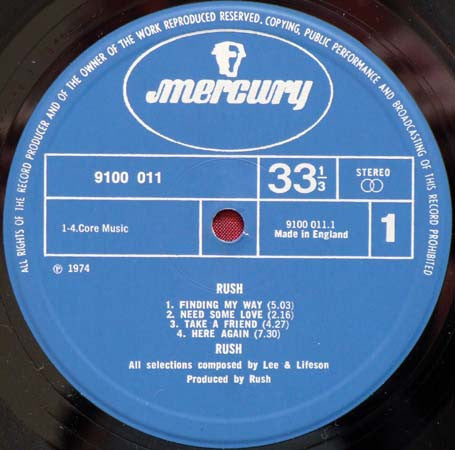 ALL RIGHTS OF THE RECORD PRODUCER AND OF THE OWNER OF THE WORK REPRODUCED RESERVED. COPYING, PUBLIC PERFORMANCE AND BROADCASTING OF THIS RECORD PROHIBITED
mercury
9100 011
33 1/3
STEREO
1-4.Core Music
9100 011.1
Made in England
1
℗ 1974
RUSH
1. FINDING MY WAY (5.03)
2. NEED SOME LOVE (2.16)
3. TAKE A FRIEND (4.27)
4. HERE AGAIN (7.30)
RUSH
All selections composed by Lee & Lifeson
Produced by Rush